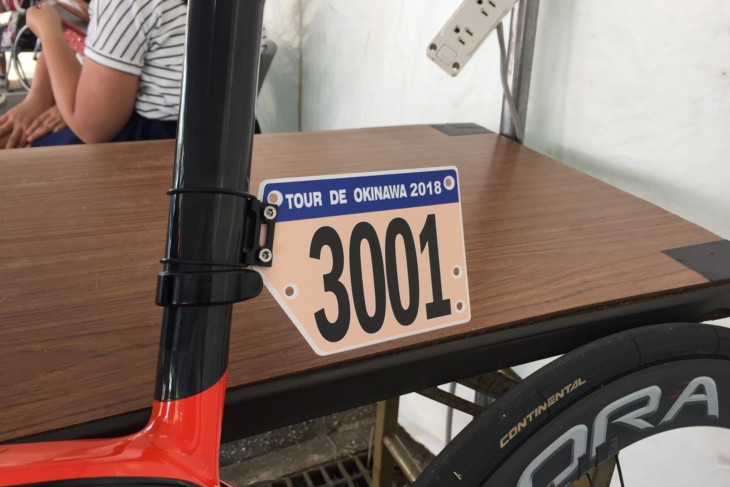 TOUR DE OKINAWA 2018
3001
CONTINENTAL
ORA